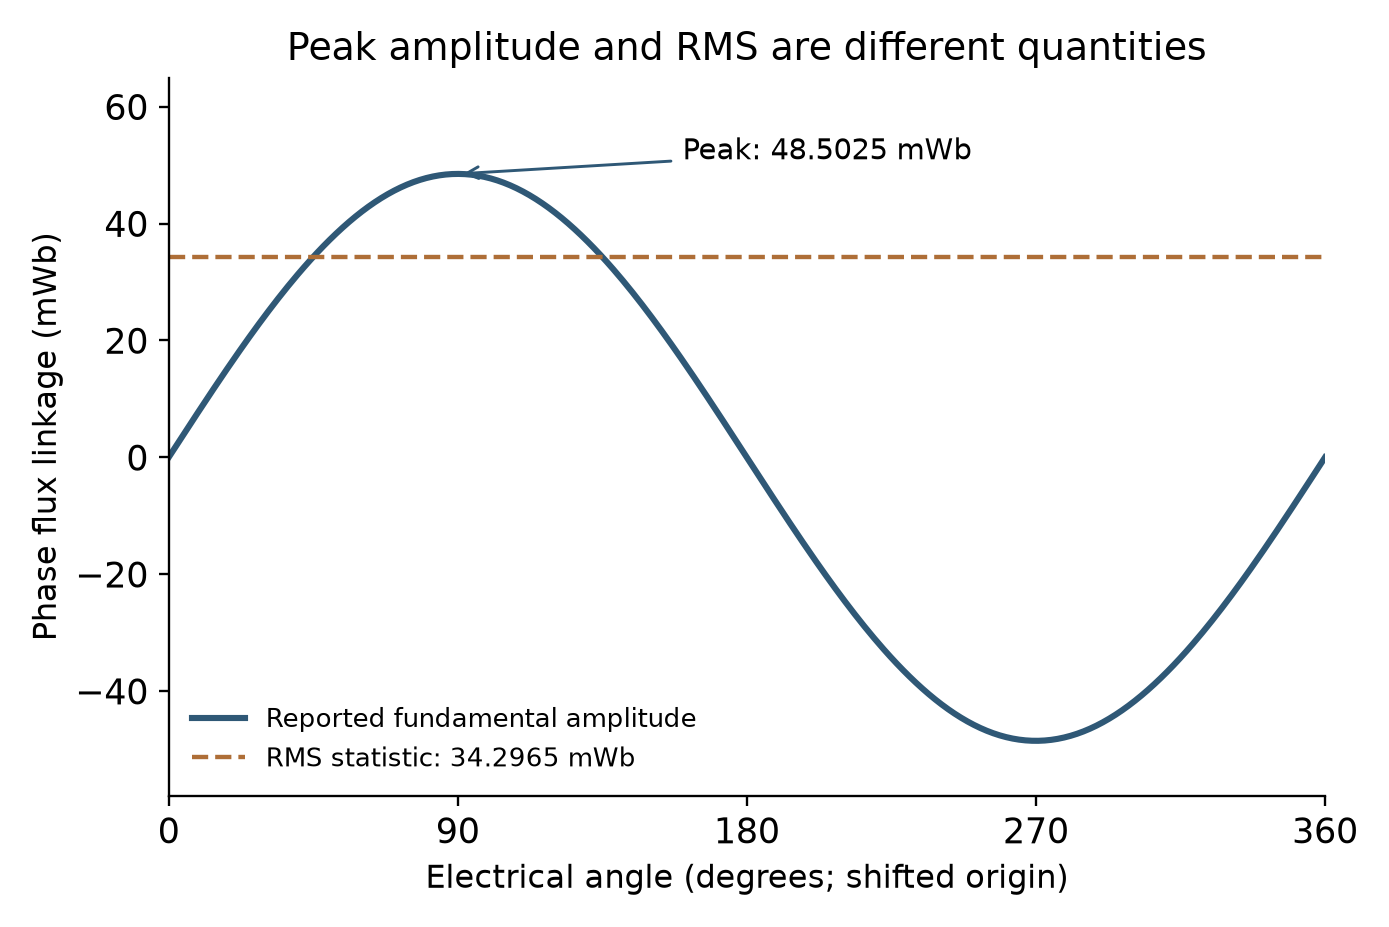 Peak amplitude and RMS are different quantities
Peak: 48.5025 mWb
Phase flux linkage (mWb)
60
40
20
0
−20
−40
Reported fundamental amplitude
RMS statistic: 34.2965 mWb
0 90 180 270 360
Electrical angle (degrees; shifted origin)